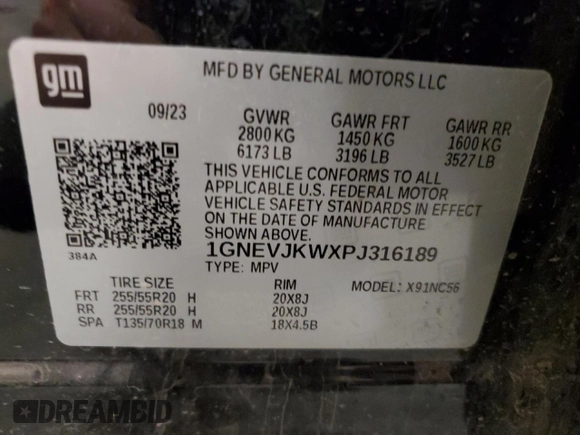 gm
MFD BY GENERAL MOTORS LLC
09/23 GVWR GAWR FRT GAWR RR
2800 KG 1450 KG 1600 KG
6173 LB 3196 LB 3527 LB
THIS VEHICLE CONFORMS TO ALL
APPLICABLE U.S. FEDERAL MOTOR
VEHICLE SAFETY STANDARDS IN EFFECT
ON THE DATE OF MANUFACTURE
SHOWN ABOVE.
384A
1GNEVJKWXPJ316189
TYPE: MPV
TIRE SIZE RIM MODEL: X91NC56
FRT 255/55R20 H 20X8J
RR 255/55R20 H 20X8J
SPA T135/70R18 M 18X4.5B
DREAMBID